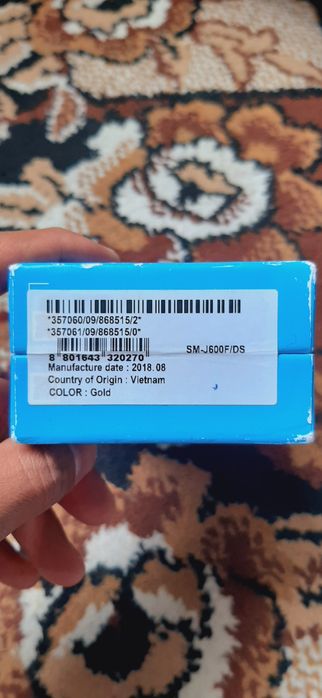 *357060/09/868515/2*
*357061/09/868515/0*
SM-J600F/DS
8 801643 320270
Manufacture date : 2018.08
Country of Origin : Vietnam
COLOR : Gold